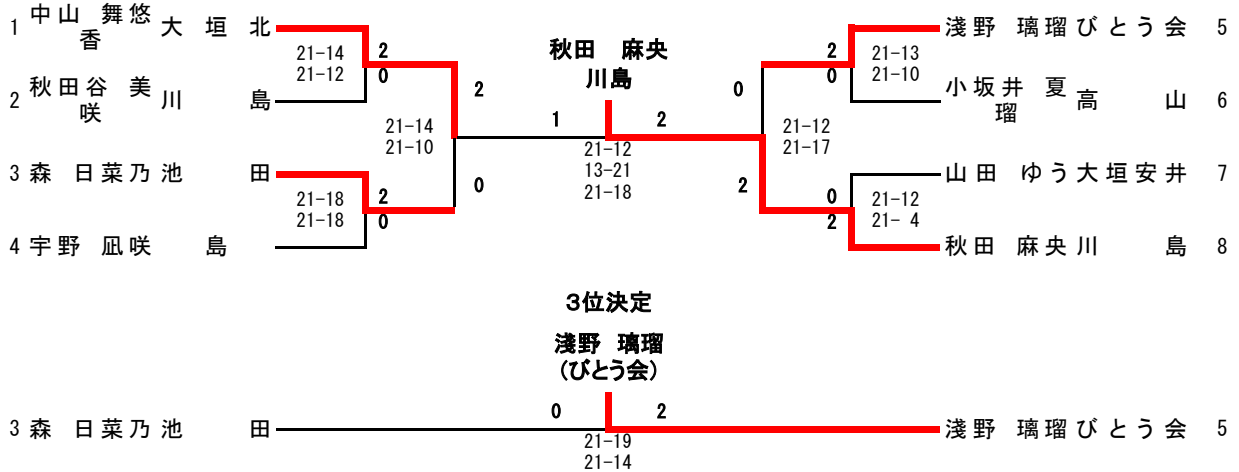 1 中山 舞悠香 大垣北
2 秋田谷 美咲 川島
3 森 日菜乃 池田
4 宇野 凪咲 島
21-14
21-12
2
0
21-18
21-18
2
0
21-14
21-10
2
0
秋田 麻央
川島
1
2
21-12
13-21
21-18
0
2
21-12
21-17
2
0
21-13
21-10
0
2
21-12
21- 4
淺野 璃瑠 びとう会 5
小坂井 夏瑠 高山 6
山田 ゆう 大垣安井 7
秋田 麻央 川島 8
3位決定
淺野 璃瑠
(びとう会)
3 森 日菜乃 池田
0
2
21-19
21-14
淺野 璃瑠 びとう会 5